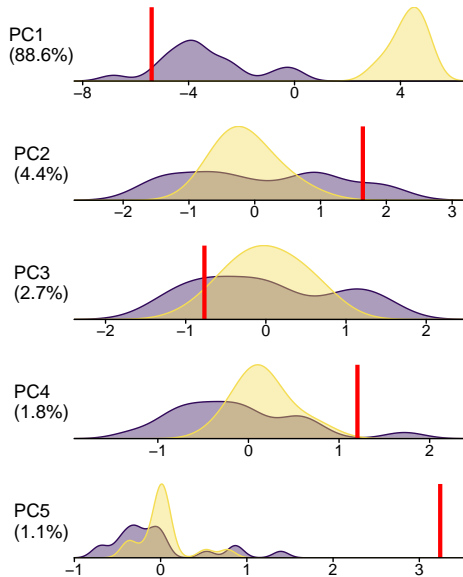 PC1
(88.6%)
−8 −4 0 4
PC2
(4.4%)
−2 −1 0 1 2 3
PC3
(2.7%)
−2 −1 0 1 2
PC4
(1.8%)
−1 0 1 2
PC5
(1.1%)
−1 0 1 2 3